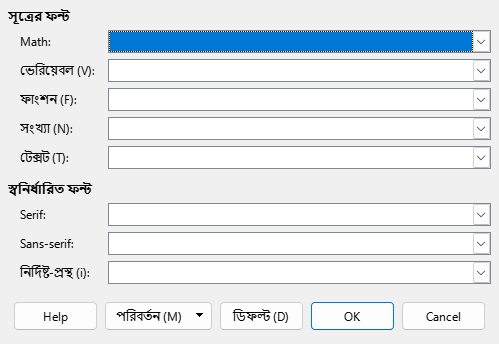 সূত্রের ফন্ট
Math:
ভেরিয়েবল (V):
ফাংশন (F):
সংখ্যা (N):
টেক্সট (T):
স্বনির্ধারিত ফন্ট
Serif:
Sans-serif:
নির্দিষ্ট-প্রস্থ (i):
Help পরিবর্তন (M) ডিফল্ট (D) OK Cancel